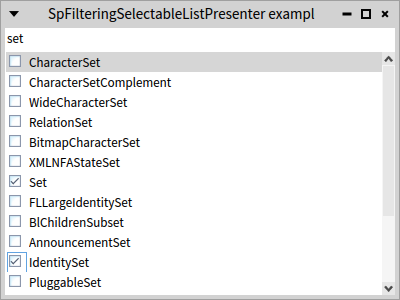 SpFilteringSelectableListPresenter exampl
set
CharacterSet
CharacterSetComplement
WideCharacterSet
RelationSet
BitmapCharacterSet
XMLNFAStateSet
Set
FLLargeIdentitySet
BlChildrenSubset
AnnouncementSet
IdentitySet
PluggableSet